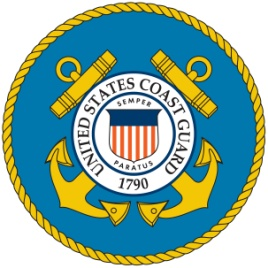 UNITED STATES COAST GUARD
SEMPER
PARATUS
1790